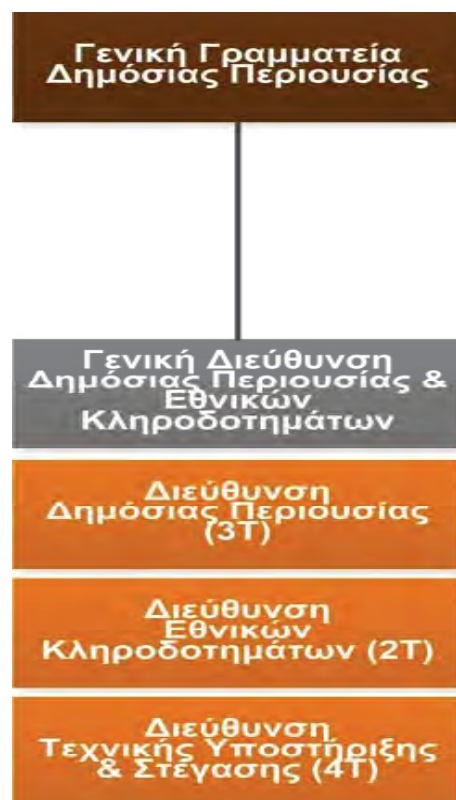 Γενική Γραμματεία
Δημόσιας Περιουσίας
Γενική Διεύθυνση
Δημόσιας Περιουσίας &
Εθνικών
Κληροδοτημάτων
Διεύθυνση
Δημόσιας Περιουσίας
(3Τ)
Διεύθυνση
Εθνικών
Κληροδοτημάτων (2Τ)
Διεύθυνση
Τεχνικής Υποστήριξης
& Στέγασης (4Τ)